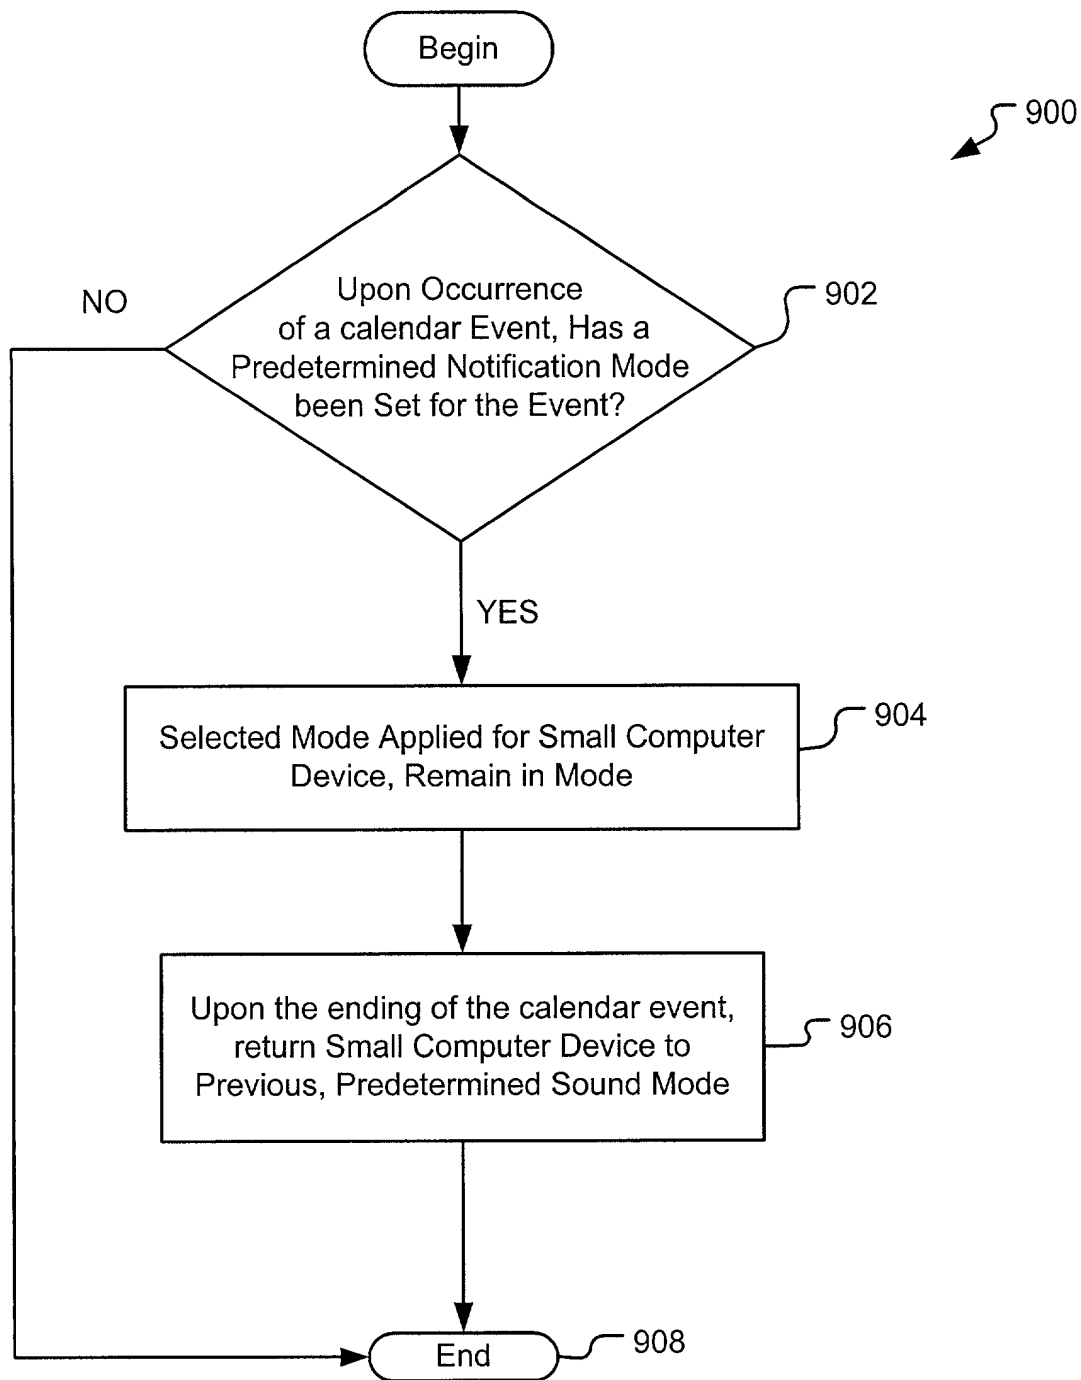 Begin
900
NO
Upon Occurrence
of a calendar Event, Has a
Predetermined Notification Mode
been Set for the Event?
902
YES
Selected Mode Applied for Small Computer
Device, Remain in Mode
904
Upon the ending of the calendar event,
return Small Computer Device to
Previous, Predetermined Sound Mode
906
End
908